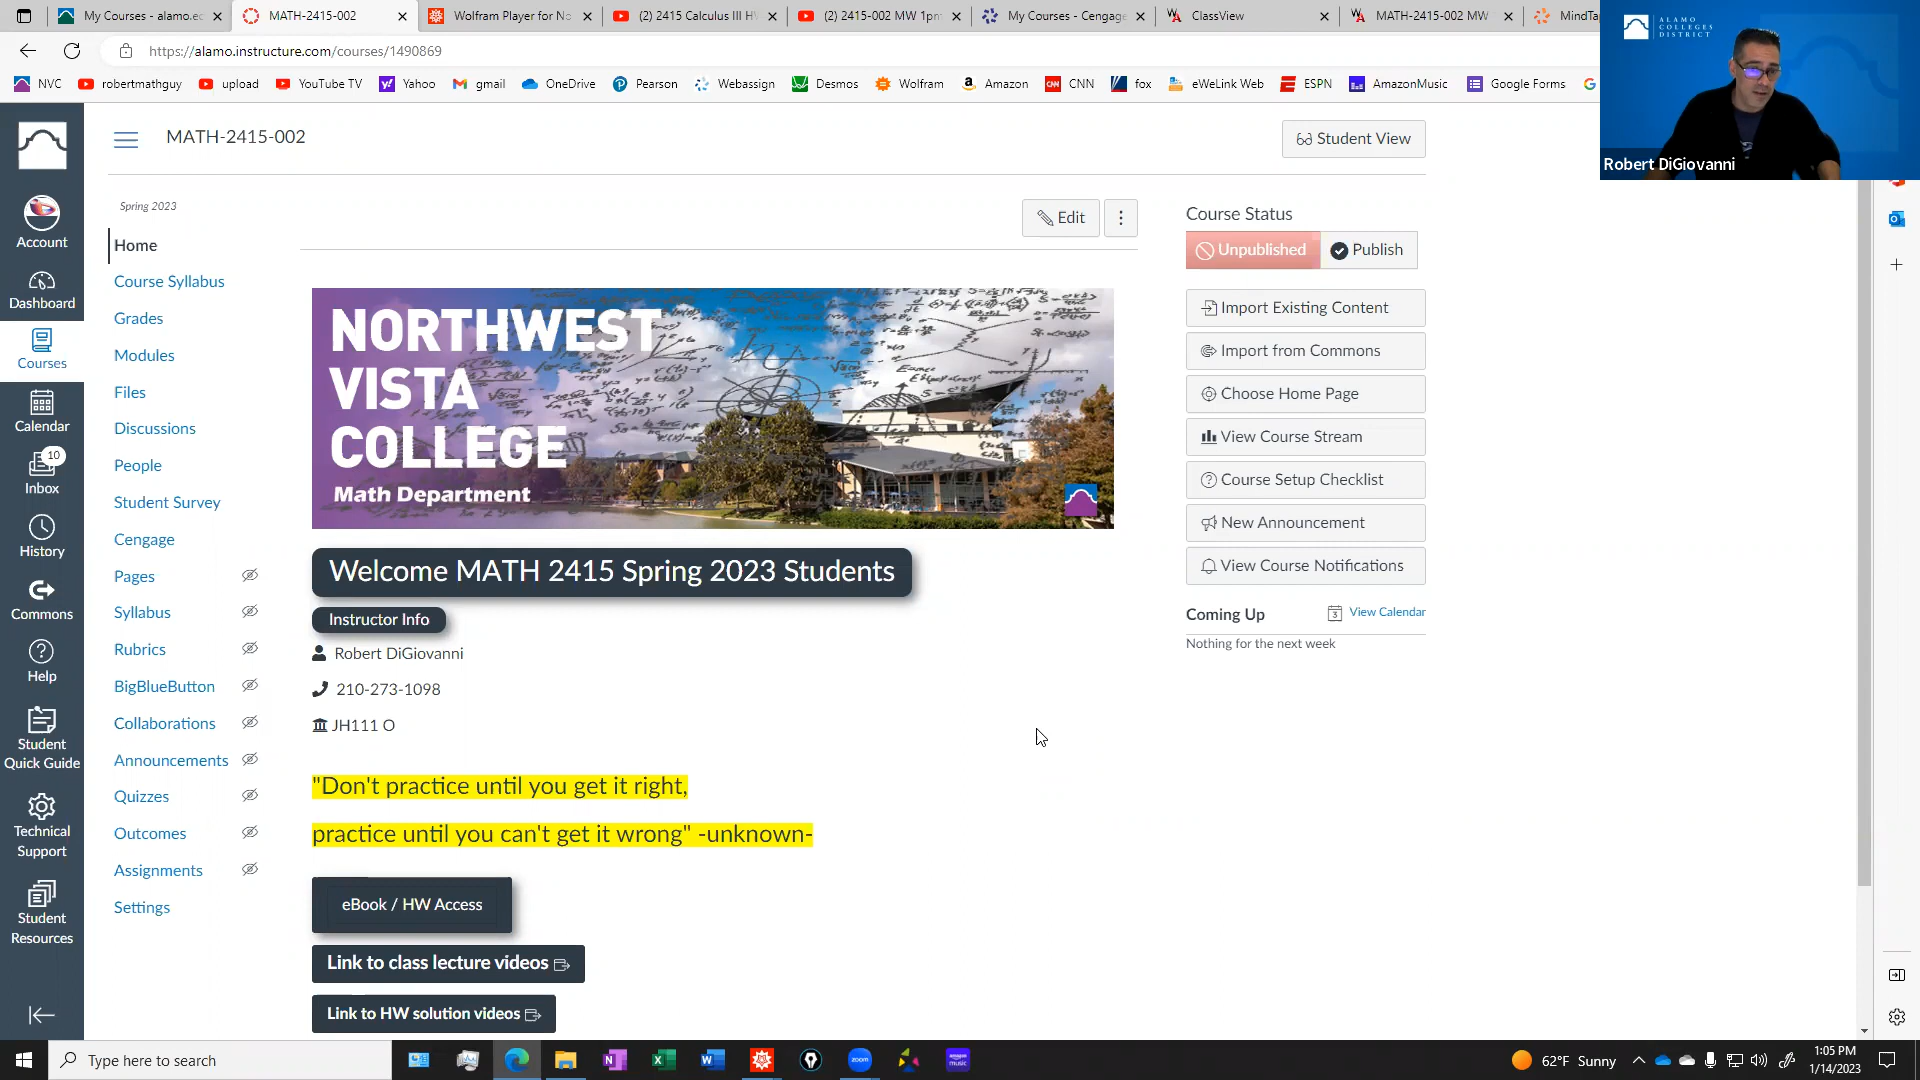 My Courses - alamo.ec
MATH-2415-002
Wolfram Player for No
(2) 2415 Calculus III HW
(2) 2415-002 MW 1pm
My Courses - Cengage
ClassView
MATH-2415-002 MW
MindTap
https://alamo.instructure.com/courses/1490869
NVC
robertmathguy
upload
YouTube TV
Yahoo
gmail
OneDrive
Pearson
Webassign
Desmos
Wolfram
Amazon
CNN
fox
eWeLink Web
ESPN
AmazonMusic
Google Forms
ALAMO
COLLEGES
DISTRICT
Robert DiGiovanni
MATH-2415-002
Student View
Account
Dashboard
Courses
Calendar
10
Inbox
History
Commons
Help
Student
Quick Guide
Technical
Support
Student
Resources
Spring 2023
Home
Course Syllabus
Grades
Modules
Files
Discussions
People
Student Survey
Cengage
Pages
Syllabus
Rubrics
BigBlueButton
Collaborations
Announcements
Quizzes
Outcomes
Assignments
Settings
Edit
NORTHWEST
VISTA
COLLEGE
Math Department
Welcome MATH 2415 Spring 2023 Students
Instructor Info
Robert DiGiovanni
210-273-1098
JH111 O
"Don't practice until you get it right,
practice until you can't get it wrong" -unknown-
eBook / HW Access
Link to class lecture videos
Link to HW solution videos
Course Status
Unpublished
Publish
Import Existing Content
Import from Commons
Choose Home Page
View Course Stream
Course Setup Checklist
New Announcement
View Course Notifications
Coming Up
3 View Calendar
Nothing for the next week
Type here to search
zoom
62°F Sunny
1:05 PM
1/14/2023